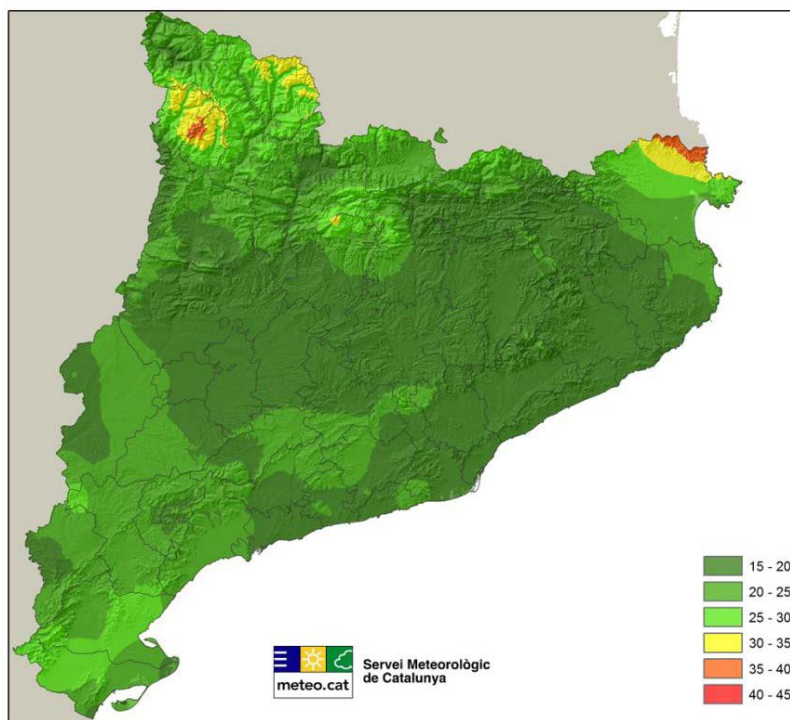 15 - 20
20 - 25
25 - 30
30 - 35
35 - 40
40 - 45
meteo.cat
Servei Meteorològic
de Catalunya